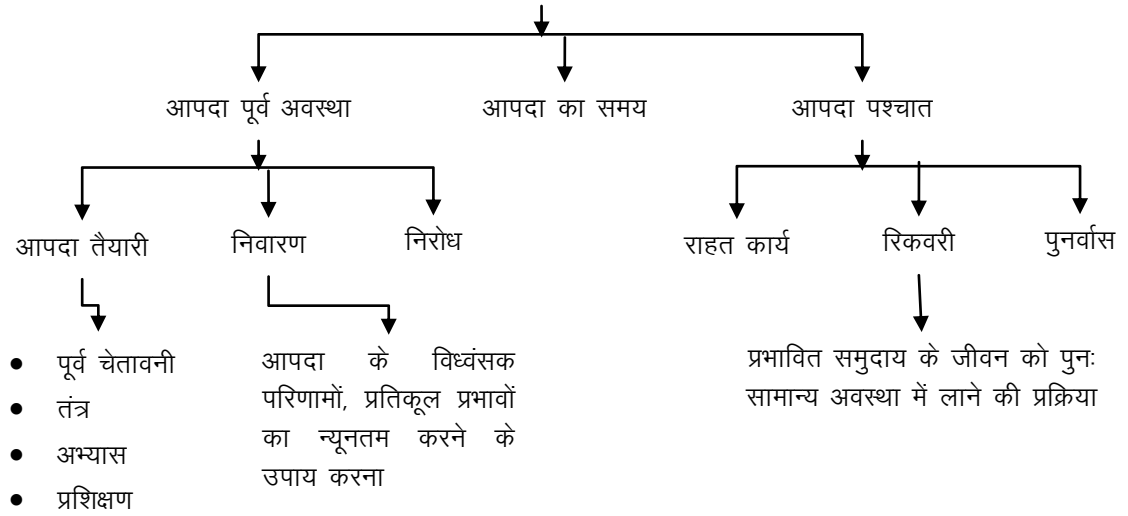 आपदा पूर्व अवस्था
आपदा का समय
आपदा पश्चात
आपदा तैयारी
निवारण
निरोध
राहत कार्य
रिकवरी
पुनर्वास
● पूर्व चेतावनी
● तंत्र
● अभ्यास
● प्रशिक्षण
आपदा के विध्वंसक
परिणामों, प्रतिकूल प्रभावों
का न्यूनतम करने के
उपाय करना
प्रभावित समुदाय के जीवन को पुनः
सामान्य अवस्था में लाने की प्रक्रिया